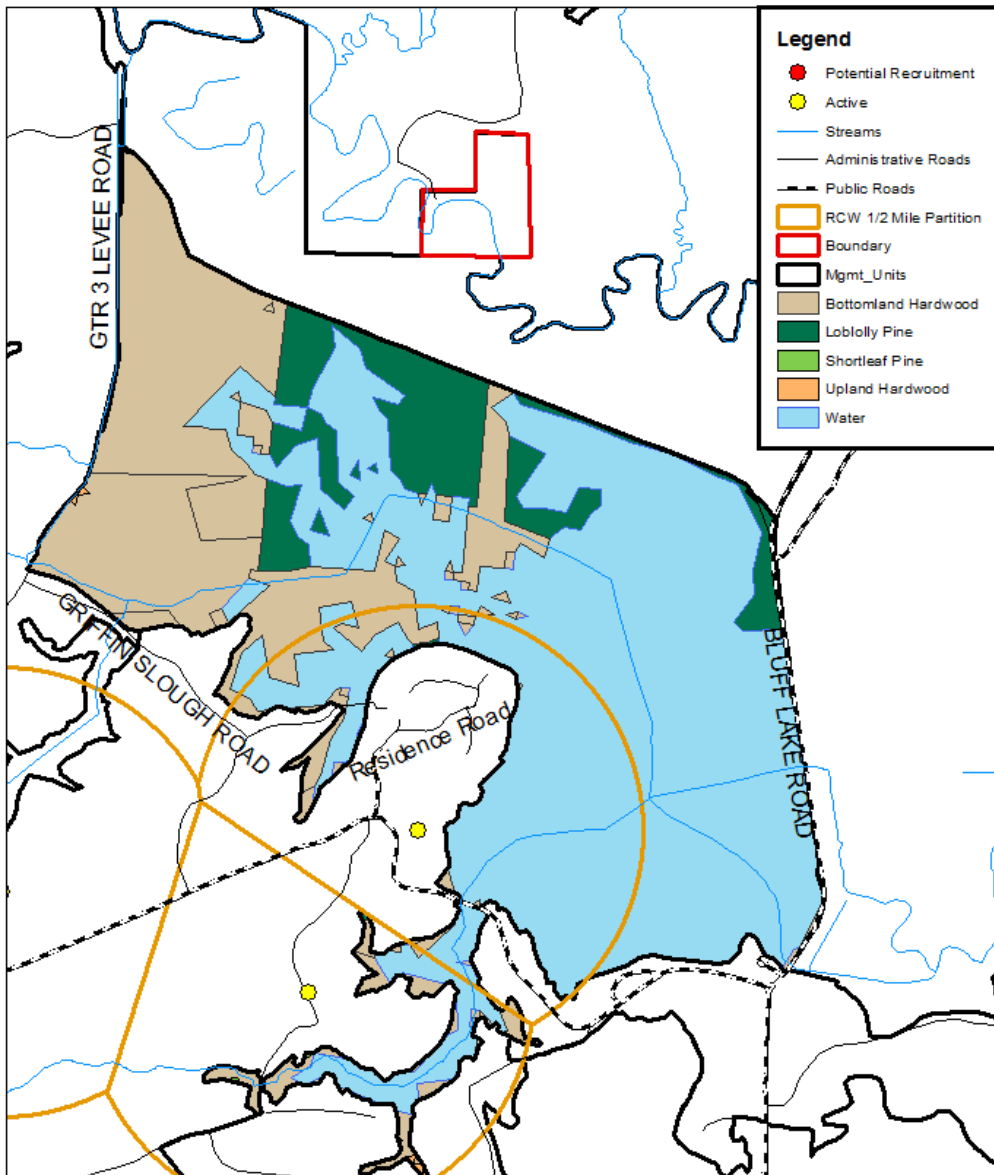 Legend
Potential Recruitment
Active
Streams
Administrative Roads
Public Roads
RCW 1/2 Mile Partition
Boundary
Mgmt_Units
Bottomland Hardwood
Loblolly Pine
Shortleaf Pine
Upland Hardwood
Water
GTR 3 LEVEE ROAD
GRIFFIN SLOUGH ROAD
Residence Road
BLUFF LAKE ROAD